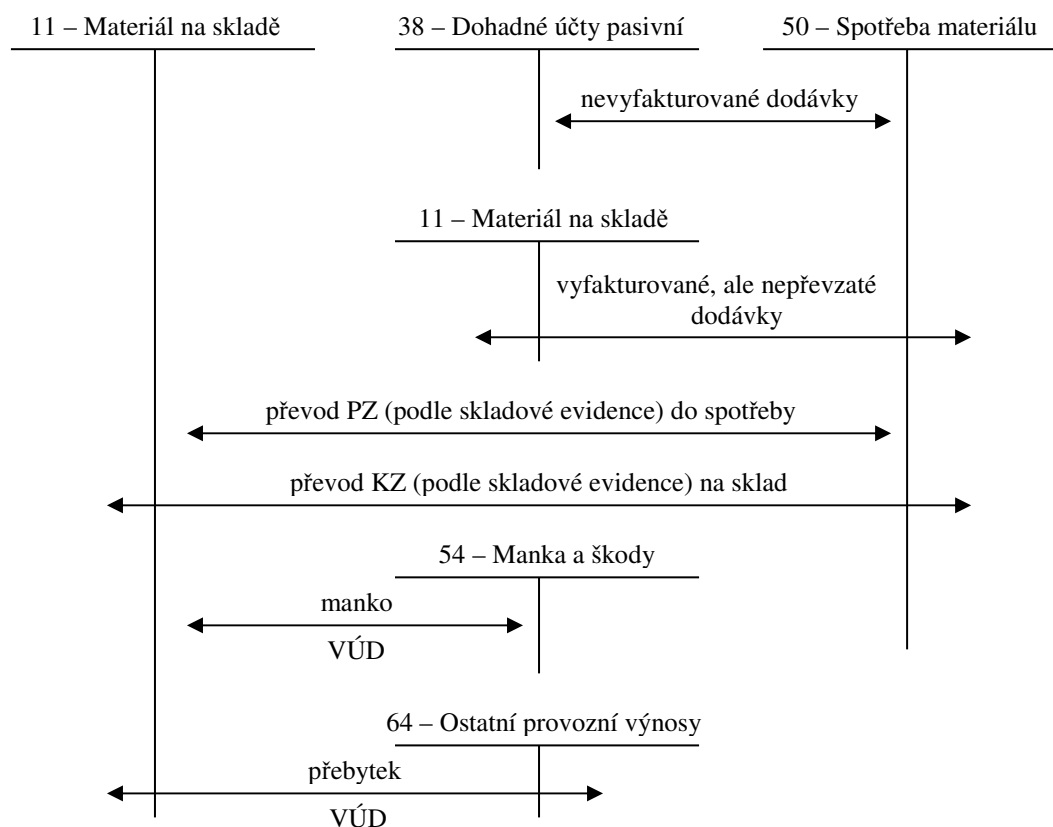 11 – Materiál na skladě
38 – Dohadné účty pasivní
50 – Spotřeba materiálu
nevyfakturované dodávky
11 – Materiál na skladě
vyfakturované, ale nepřevzaté
dodávky
převod PZ (podle skladové evidence) do spotřeby
převod KZ (podle skladové evidence) na sklad
54 – Manka a škody
manko
VÚD
64 – Ostatní provozní výnosy
přebytek
VÚD